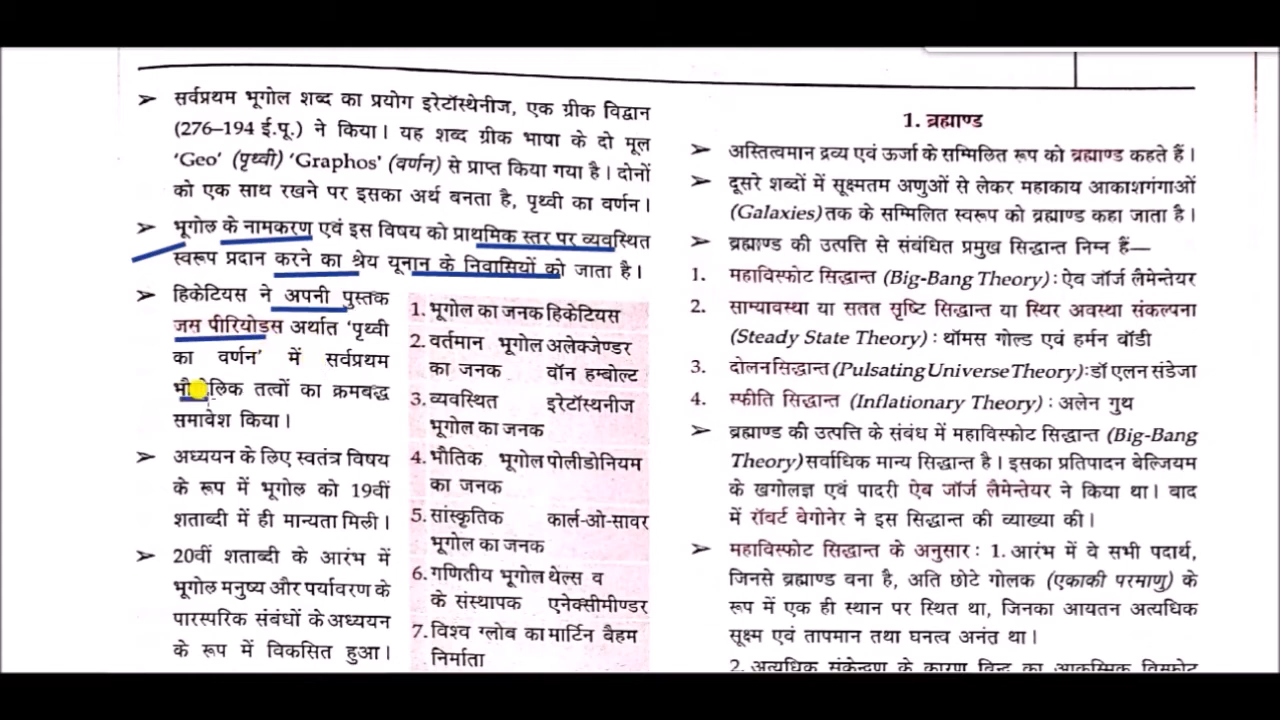 ➤ सर्वप्रथम भूगोल शब्द का प्रयोग इरेटॉस्थेनीज, एक ग्रीक विद्वान
(276–194 ई.पू.) ने किया। यह शब्द ग्रीक भाषा के दो मूल
‘Geo’ (पृथ्वी) ‘Graphos’ (वर्णन) से प्राप्त किया गया है। दोनों
को एक साथ रखने पर इसका अर्थ बनता है, पृथ्वी का वर्णन।
➤ भूगोल के नामकरण एवं इस विषय को प्राथमिक स्तर पर व्यवस्थित
स्वरूप प्रदान करने का श्रेय यूनान के निवासियों को जाता है।
➤ हिकेटियस ने अपनी पुस्तक
जस पीरियोडस अर्थात ‘पृथ्वी
का वर्णन’ में सर्वप्रथम
भौगोलिक तत्वों का क्रमबद्ध
समावेश किया।
➤ अध्ययन के लिए स्वतंत्र विषय
के रूप में भूगोल को 19वीं
शताब्दी में ही मान्यता मिली।
➤ 20वीं शताब्दी के आरंभ में
भूगोल मनुष्य और पर्यावरण के
पारस्परिक संबंधों के अध्ययन
के रूप में विकसित हुआ।
1. भूगोल का जनक हिकेटियस
2. वर्तमान भूगोल अलेक्जेण्डर
का जनक वॉन हम्बोल्ट
3. व्यवस्थित इरेटॉस्थनीज
भूगोल का जनक
4. भौतिक भूगोल पोलीडोनियम
का जनक
5. सांस्कृतिक कार्ल-ओ-सावर
भूगोल का जनक
6. गणितीय भूगोल थेल्स व
के संस्थापक एनेक्सीमीण्डर
7. विश्व ग्लोब का मार्टिन बैहम
निर्माता
1. ब्रह्माण्ड
➤ अस्तित्वमान द्रव्य एवं ऊर्जा के सम्मिलित रूप को ब्रह्माण्ड कहते हैं।
➤ दूसरे शब्दों में सूक्ष्मतम अणुओं से लेकर महाकाय आकाशगंगाओं
(Galaxies) तक के सम्मिलित स्वरूप को ब्रह्माण्ड कहा जाता है।
➤ ब्रह्माण्ड की उत्पत्ति से संबंधित प्रमुख सिद्धान्त निम्न हैं—
1. महाविस्फोट सिद्धान्त (Big-Bang Theory) : ऐब जॉर्ज लैमेन्तेयर
2. साम्यावस्था या सतत सृष्टि सिद्धान्त या स्थिर अवस्था संकल्पना
(Steady State Theory) : थॉमस गोल्ड एवं हर्मन बॉडी
3. दोलन सिद्धान्त (Pulsating Universe Theory) : डॉ एलन संडेजा
4. स्फीति सिद्धान्त (Inflationary Theory) : अलेन गुथ
➤ ब्रह्माण्ड की उत्पत्ति के संबंध में महाविस्फोट सिद्धान्त (Big-Bang
Theory) सर्वाधिक मान्य सिद्धान्त है। इसका प्रतिपादन बेल्जियम
के खगोलज्ञ एवं पादरी ऐब जॉर्ज लैमेन्तेयर ने किया था। बाद
में रॉबर्ट वेगोनेर ने इस सिद्धान्त की व्याख्या की।
➤ महाविस्फोट सिद्धान्त के अनुसार : 1. आरंभ में वे सभी पदार्थ,
जिनसे ब्रह्माण्ड बना है, अति छोटे गोलक (एकाकी परमाणु) के
रूप में एक ही स्थान पर स्थित था, जिनका आयतन अत्यधिक
सूक्ष्म एवं तापमान तथा घनत्व अनंत था।
2. अत्यधिक संकेन्द्रण के कारण बिन्दु का आकस्मिक विस्फोट